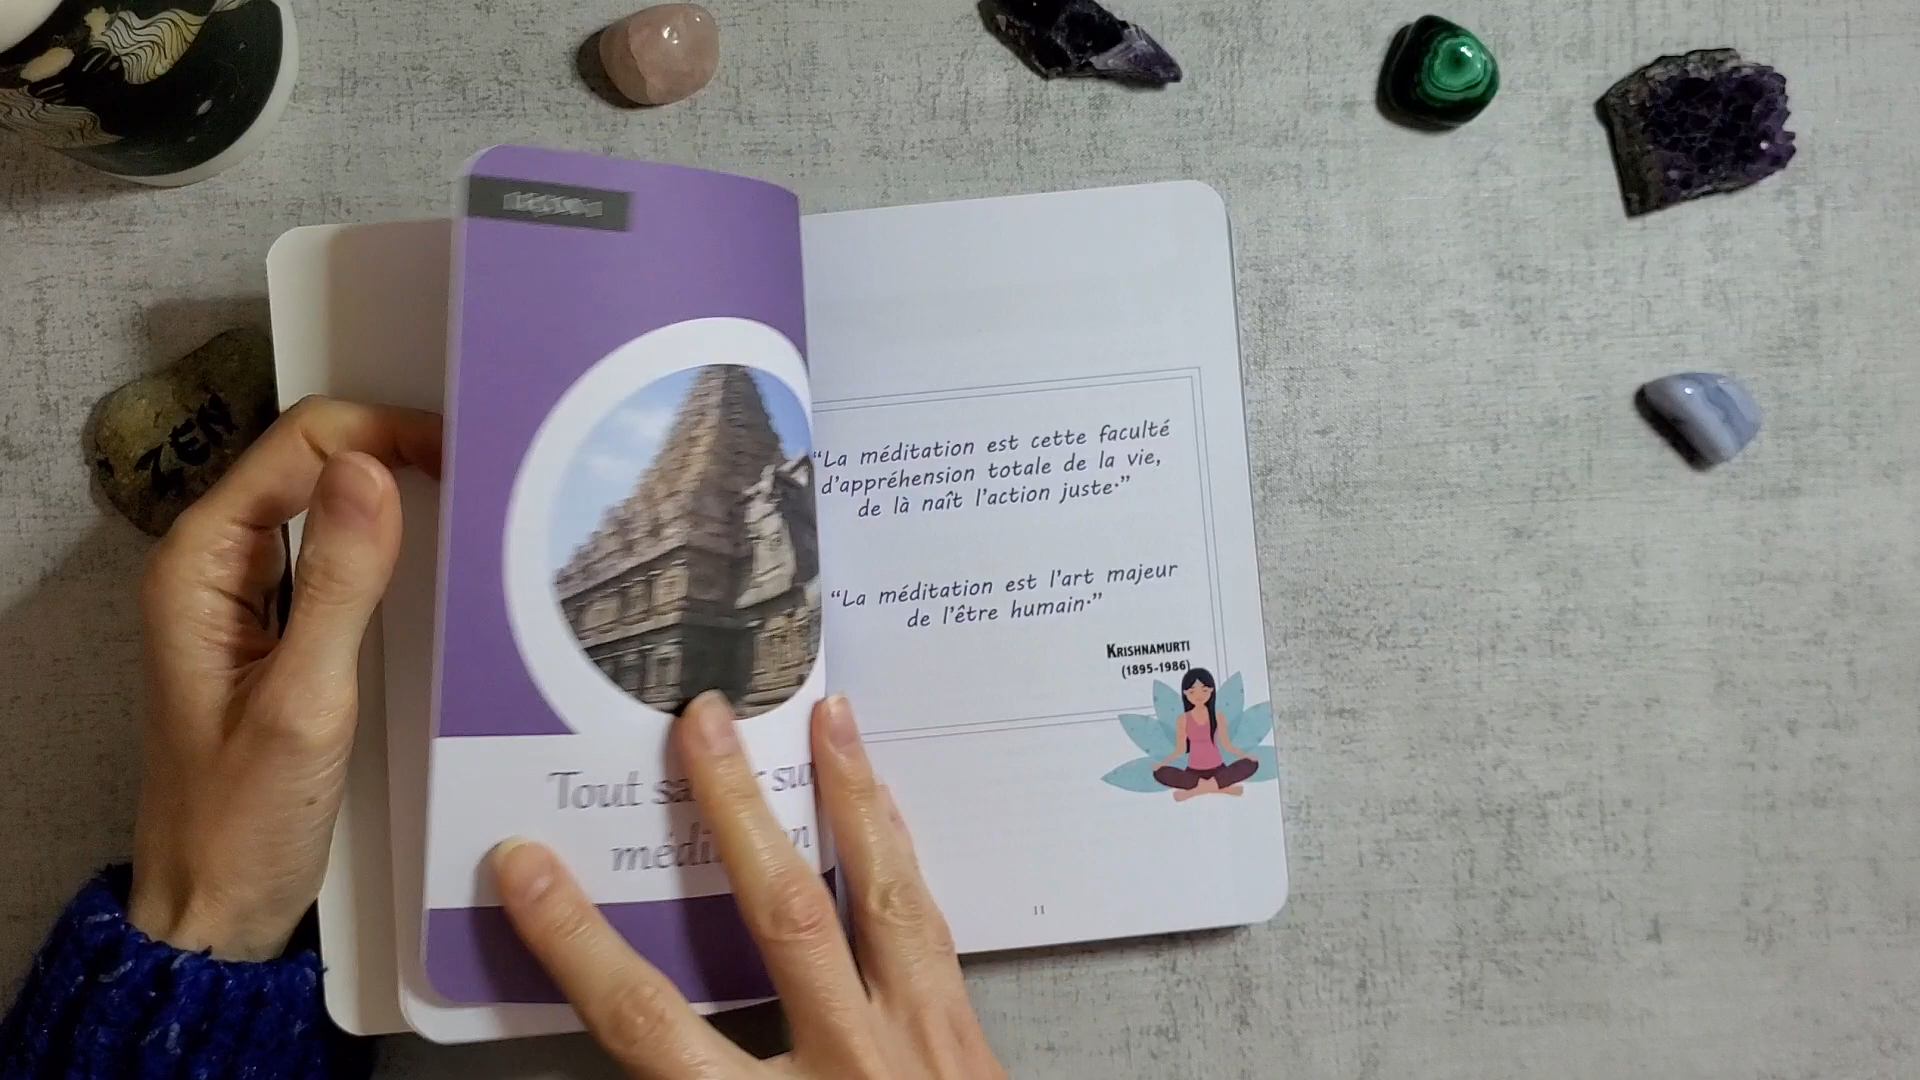 ZEN
Tout
“La méditation est cette faculté
d’appréhension totale de la vie,
de là naît l’action juste·”
“La méditation est l’art majeur
de l’être humain·”
KRISHNAMURTI
(1895-1986)
11